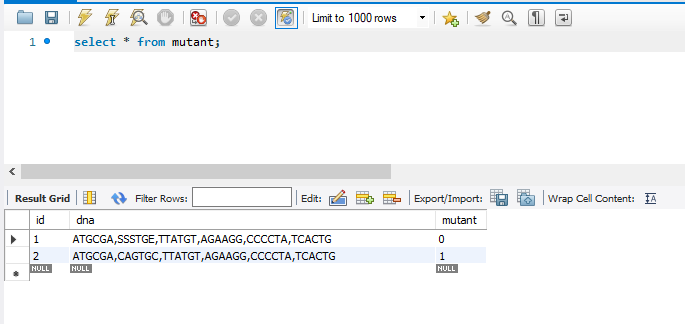 Limit to 1000 rows
1 select * from mutant;
Result Grid Filter Rows: Edit: Export/Import: Wrap Cell Content: IA
id dna mutant
1 ATGCGA,SSSTGE,TTATGT,AGAAGG,CCCCTA,TCACTG 0
2 ATGCGA,CAGTGC,TTATGT,AGAAGG,CCCCTA,TCACTG 1
NULL NULL NULL